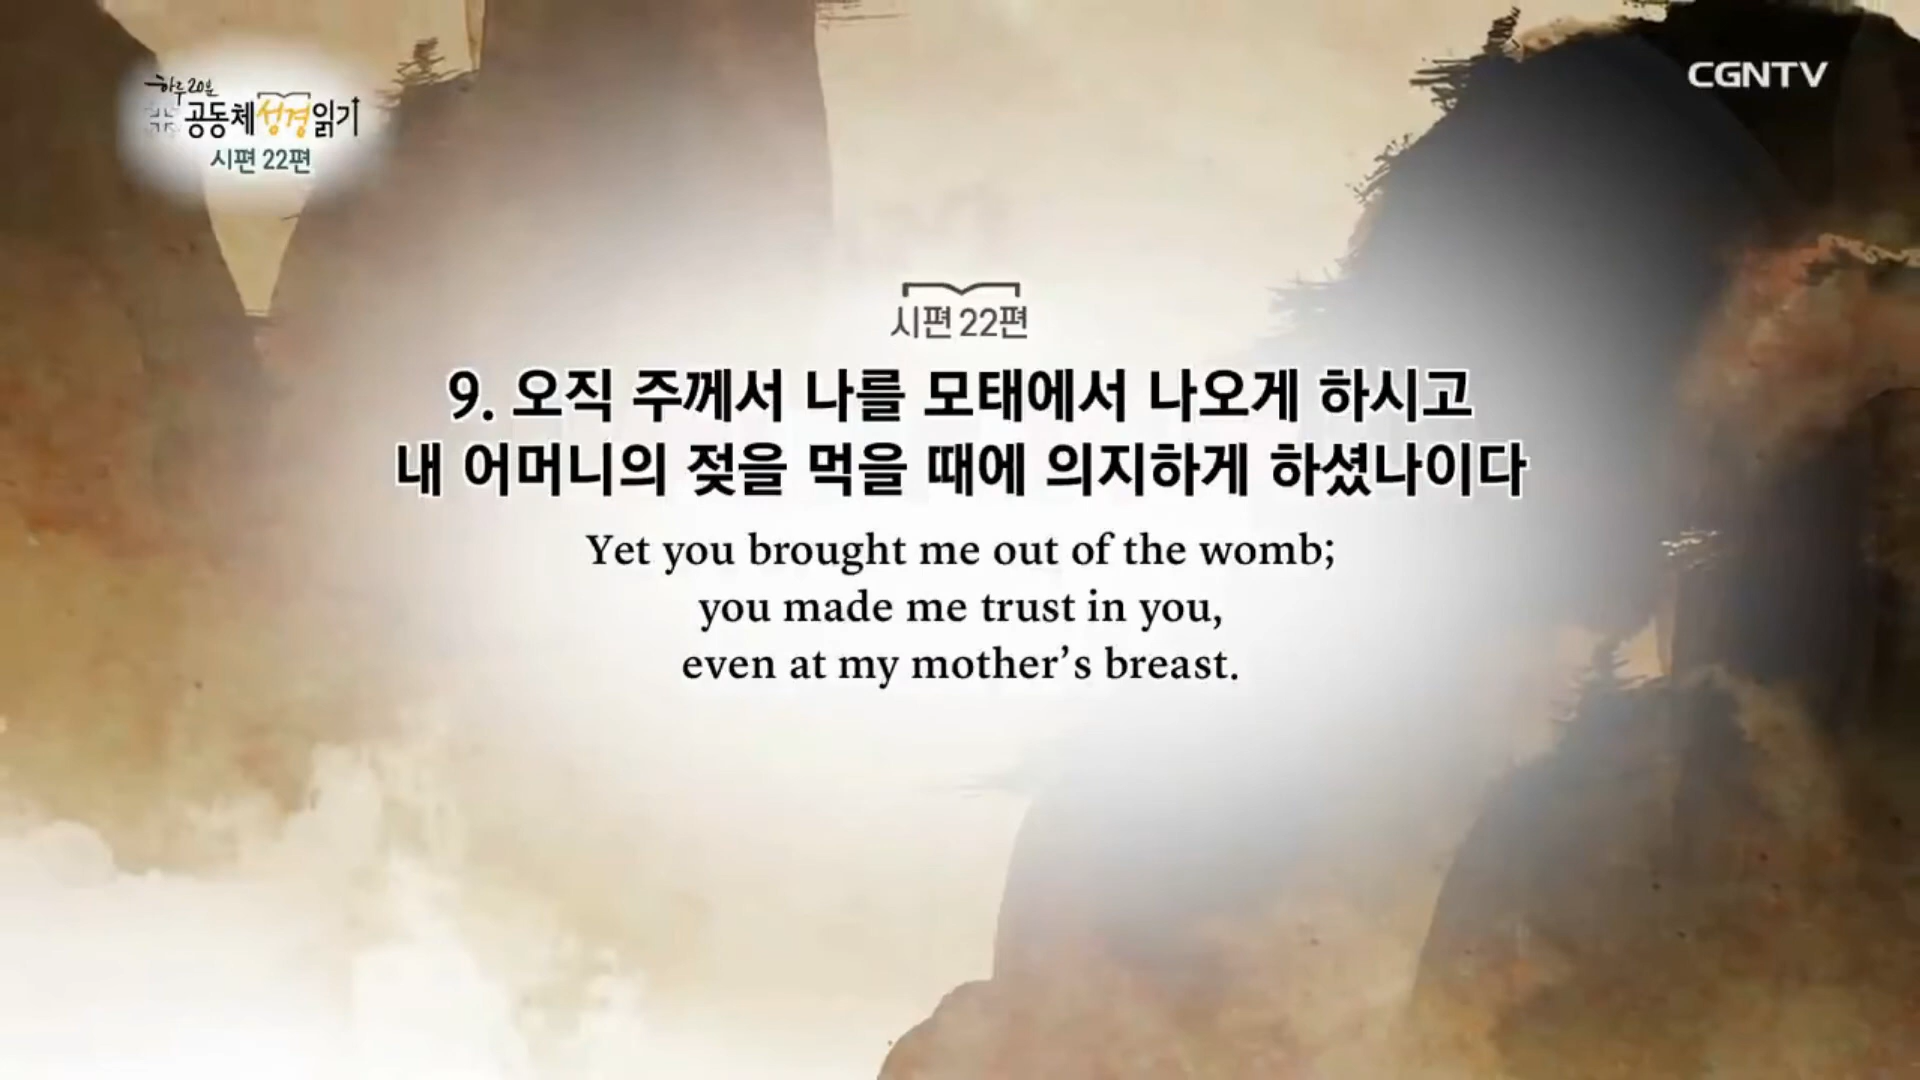 하루 20분
공동체성경읽기
시편 22편
CGNTV
시편 22편
9. 오직 주께서 나를 모태에서 나오게 하시고
내 어머니의 젖을 먹을 때에 의지하게 하셨나이다
Yet you brought me out of the womb;
you made me trust in you,
even at my mother’s breast.